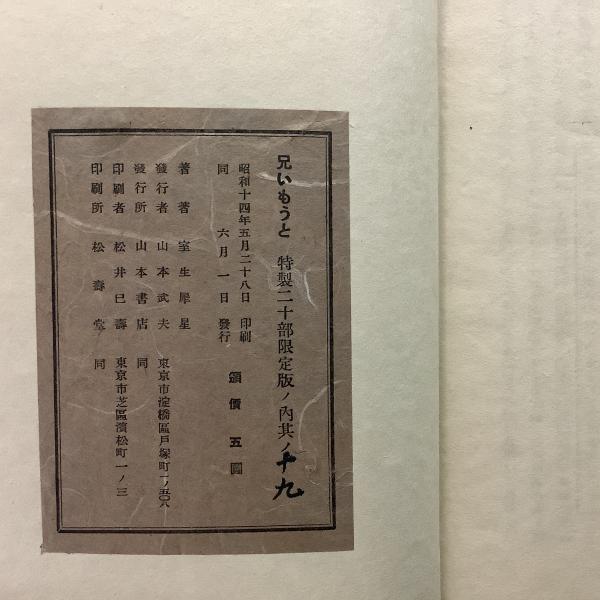 兄いもうと　特製二十部限定版ノ內其ノ十九
頒價　五圓
昭和十四年五月二十八日　印刷
同　六月一日　發行
著者　室生犀星
發行者　山本武夫　東京市淀橋區戶塚町一ノ五〇八
發行所　山本書店　同
印刷者　松井巳壽　東京市芝區濱松町一ノ三
印刷所　松壽堂　同